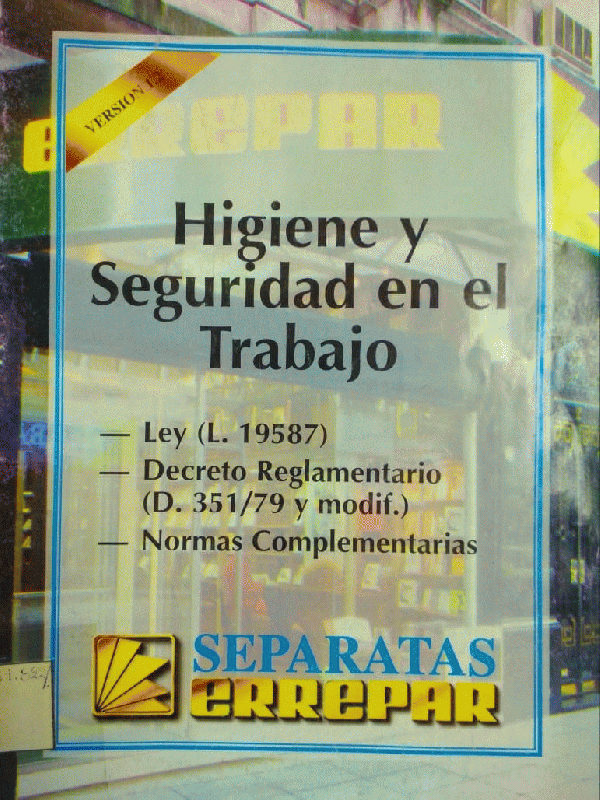 VERSION 1.
ERREPAR
Higiene y
Seguridad en el
Trabajo
— Ley (L. 19587)
— Decreto Reglamentario
(D. 351/79 y modif.)
— Normas Complementarias
SEPARATAS
ERREPAR